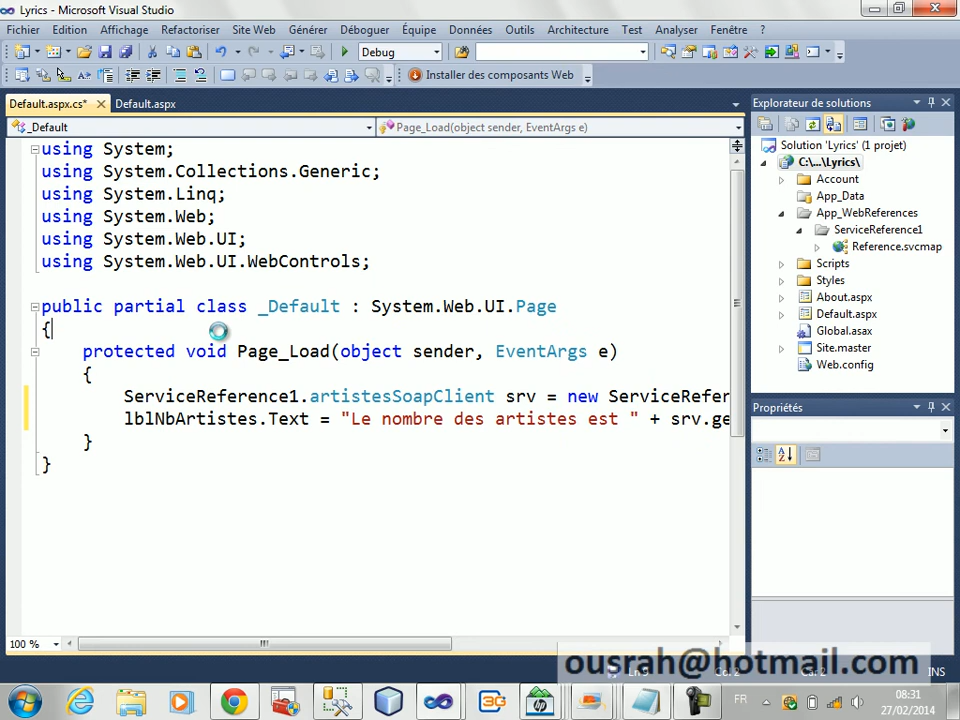 Lyrics - Microsoft Visual Studio
Fichier Edition Affichage Refactoriser Site Web Générer Déboguer Équipe Données Outils Architecture Test Analyser Fenêtre ?
Debug
Installer des composants Web
Default.aspx.cs* Default.aspx
_Default
Page_Load(object sender, EventArgs e)
using System;
using System.Collections.Generic;
using System.Linq;
using System.Web;
using System.Web.UI;
using System.Web.UI.WebControls;
public partial class _Default : System.Web.UI.Page
{
protected void Page_Load(object sender, EventArgs e)
{
ServiceReference1.artistesSoapClient srv = new ServiceRefer
lblNbArtistes.Text = "Le nombre des artistes est " + srv.ge
}
}
100 %
Explorateur de solutions
Solution 'Lyrics' (1 projet)
C:\...\Lyrics\
Account
App_Data
App_WebReferences
ServiceReference1
Reference.svcmap
Scripts
Styles
About.aspx
Default.aspx
Global.asax
Site.master
Web.config
Propriétés
ousrah@hotmail.com
INS
FR
08:31
27/02/2014